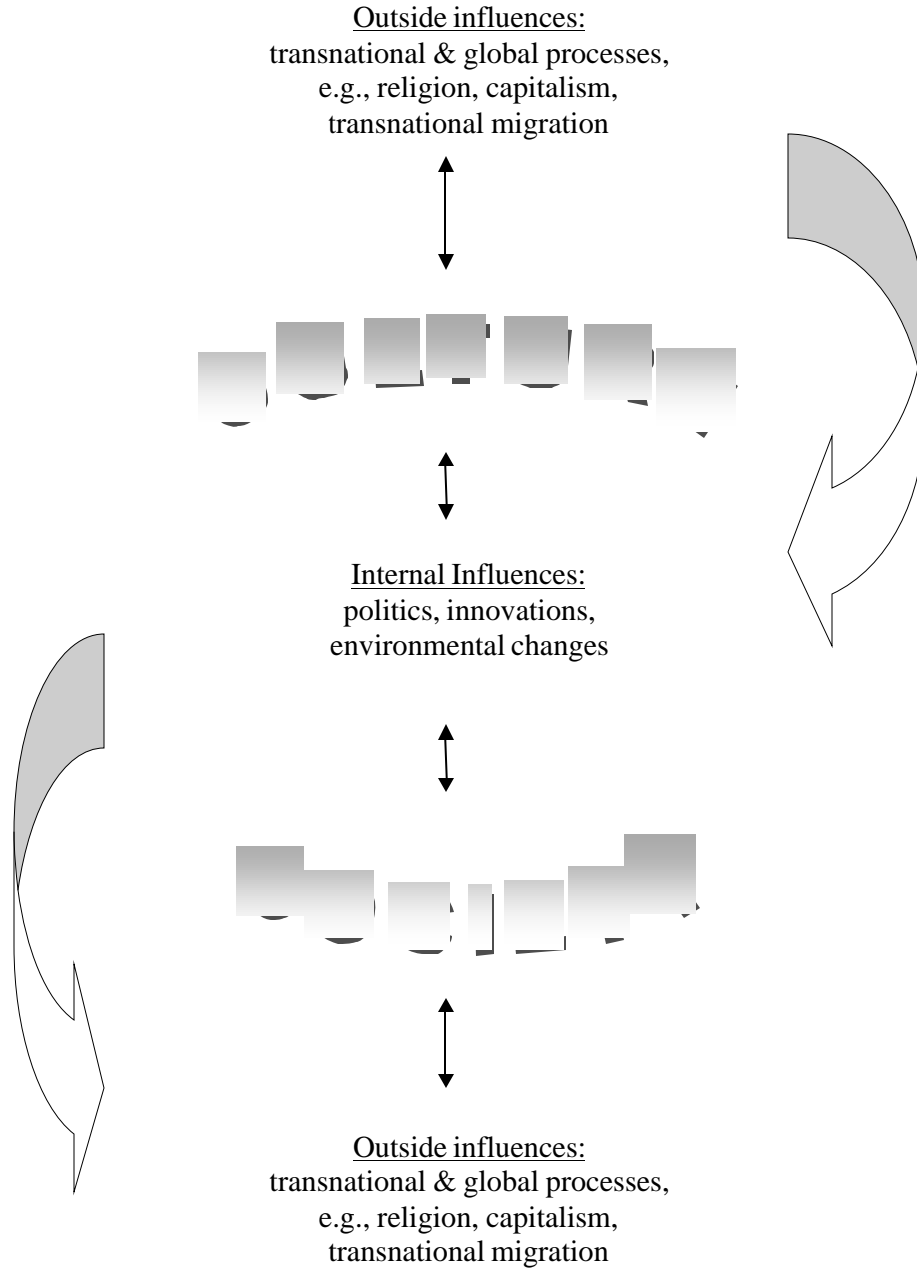 Outside influences:
transnational & global processes,
e.g., religion, capitalism,
transnational migration
Internal Influences:
politics, innovations,
environmental changes
Outside influences:
transnational & global processes,
e.g., religion, capitalism,
transnational migration